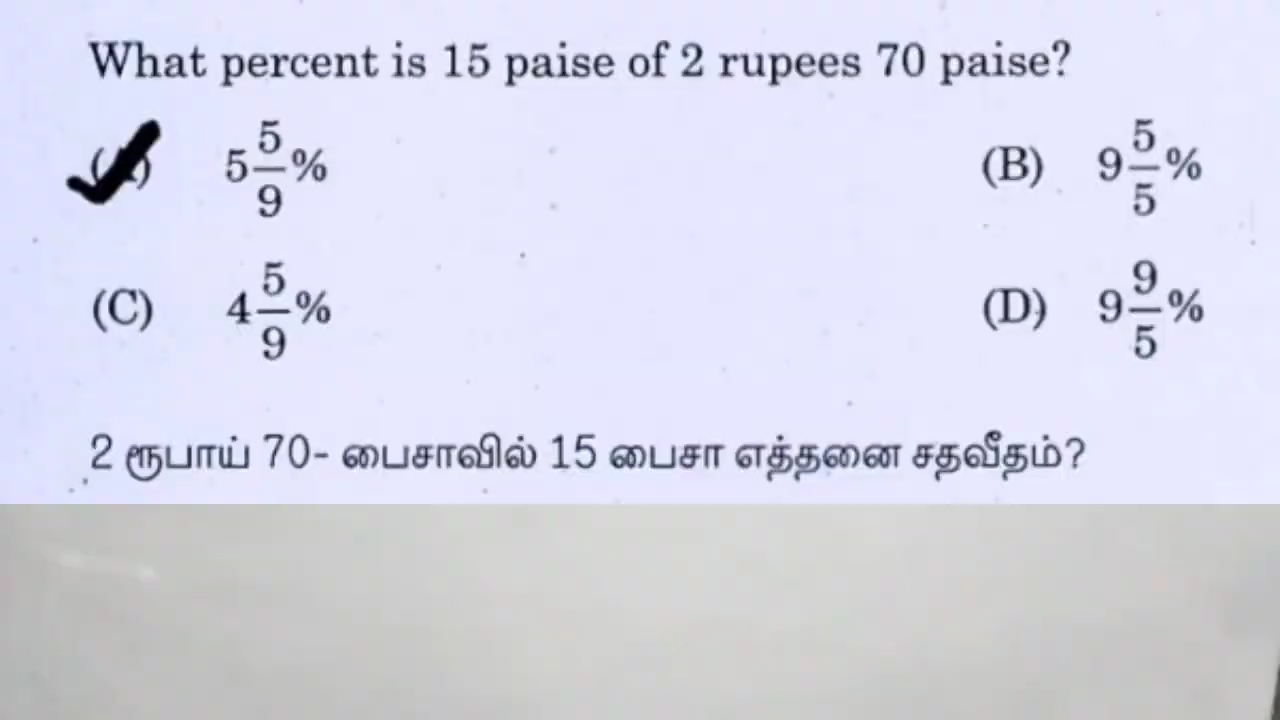 What percent is 15 paise of 2 rupees 70 paise?
(A) 5 5/9 % (B) 9 5/5 %
(C) 4 5/9 % (D) 9 9/5 %
2 ரூபாய் 70- பைசாவில் 15 பைசா எத்தனை சதவீதம்?